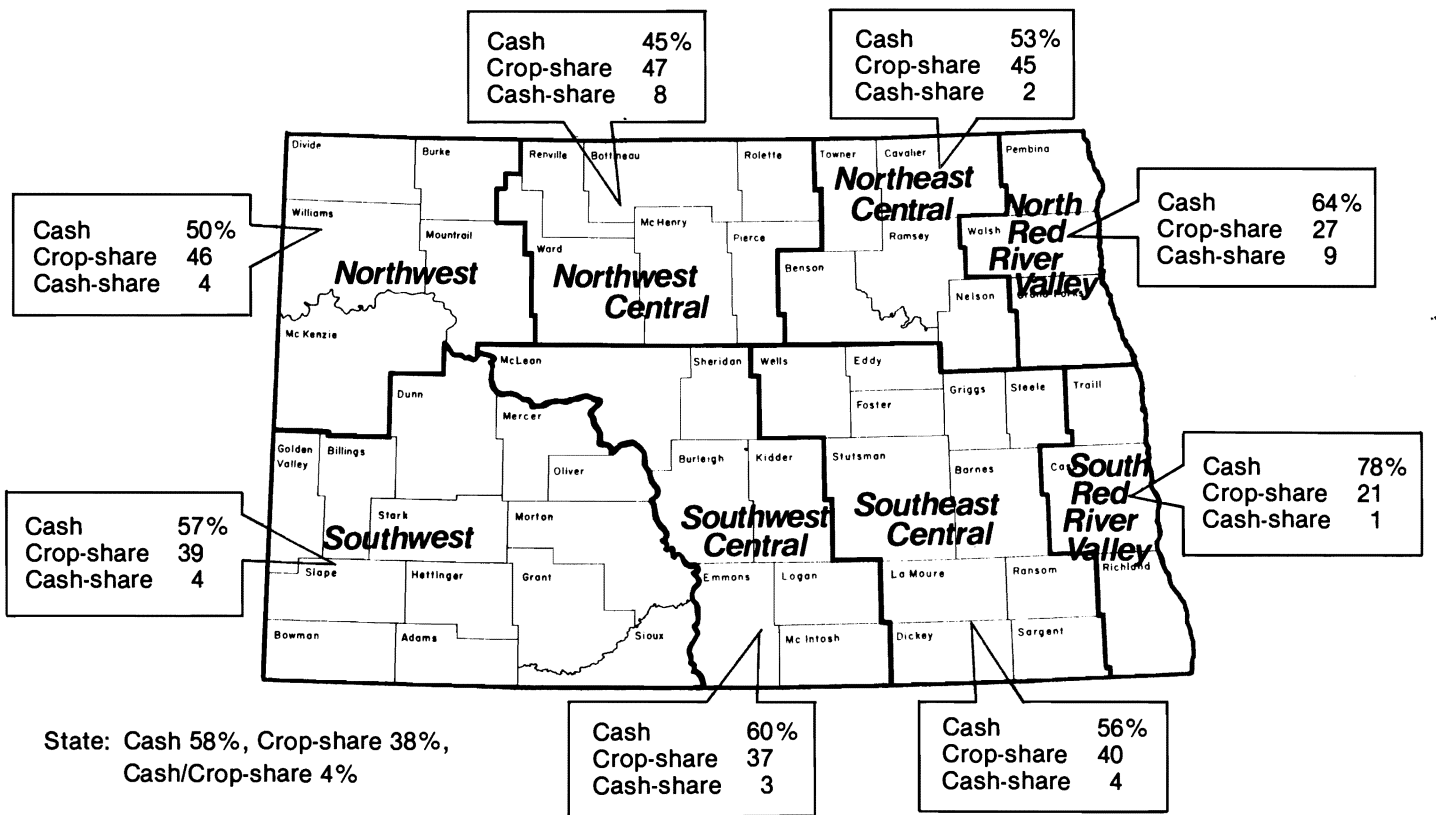 Cash 45%
Crop-share 47
Cash-share 8
Cash 53%
Crop-share 45
Cash-share 2
Cash 50%
Crop-share 46
Cash-share 4
Cash 64%
Crop-share 27
Cash-share 9
Divide
Burke
Renville
Bottineau
Rolette
Towner
Cavalier
Pembina
Williams
Mountrail
Ward
McHenry
Pierce
Benson
Ramsey
Walsh
Nelson
Grand Forks
Northwest
Northwest
Central
Northeast
Central
North
Red
River
Valley
McKenzie
McLean
Sheridan
Wells
Eddy
Foster
Griggs
Steele
Traill
Dunn
Mercer
Oliver
Golden
Valley
Billings
Stark
Morton
Burleigh
Kidder
Stutsman
Barnes
Cass
Southwest
Southwest
Central
Southeast
Central
South
Red
River
Valley
Cash 57%
Crop-share 39
Cash-share 4
Cash 78%
Crop-share 21
Cash-share 1
Slope
Hettinger
Grant
Emmons
Logan
La Moure
Ransom
Richland
Bowman
Adams
Sioux
McIntosh
Dickey
Sargent
State: Cash 58%, Crop-share 38%,
Cash/Crop-share 4%
Cash 60%
Crop-share 37
Cash-share 3
Cash 56%
Crop-share 40
Cash-share 4